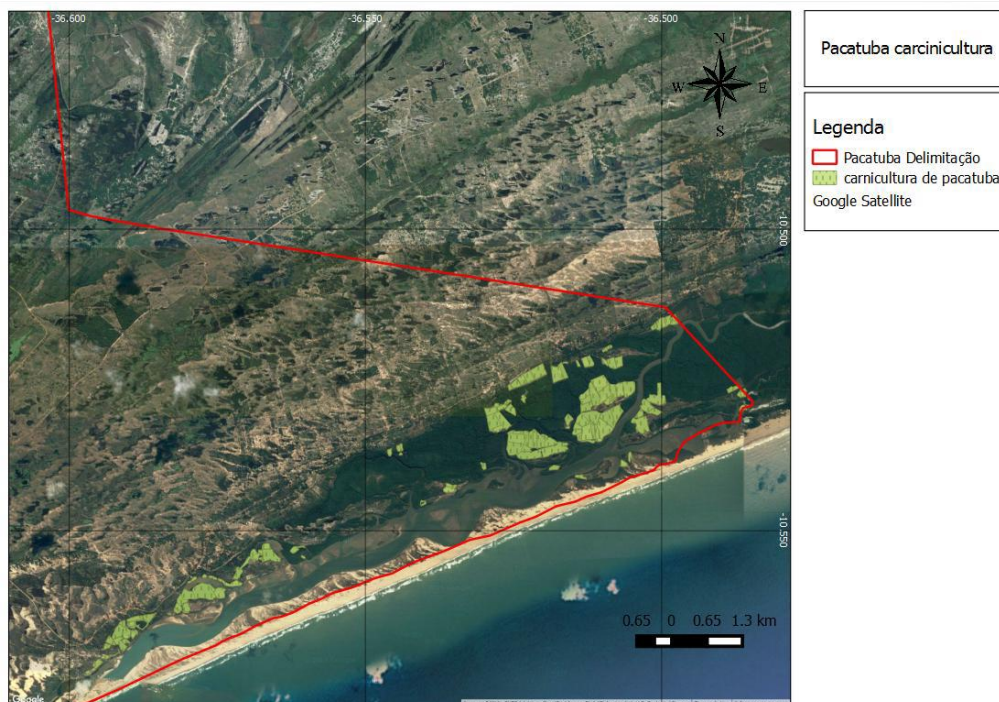 -36.600
-36.550
-36.500
N
W E
S
-10.500
-10.550
0.65 0 0.65 1.3 km
Google
Pacatuba carcinicultura
Legenda
Pacatuba Delimitação
carnicultura de pacatuba
Google Satellite